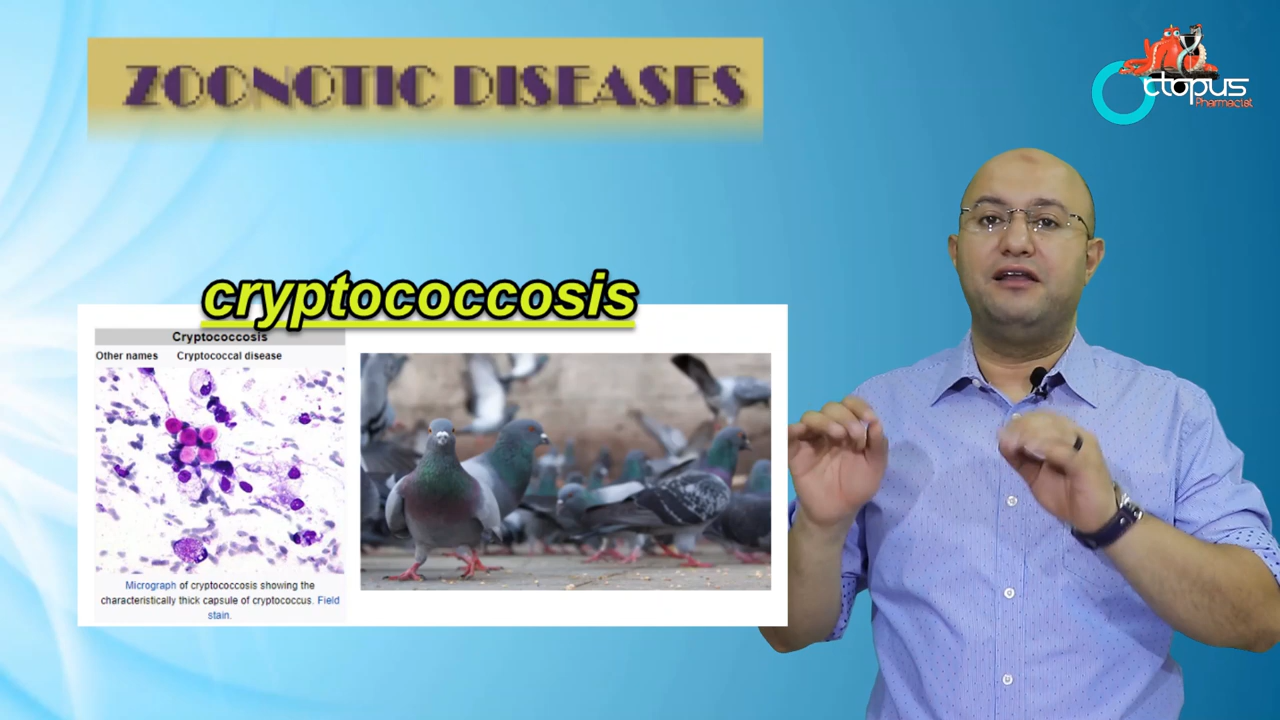 ZOONOTIC DISEASES
ctopus
Pharmacist
cryptococcosis
Cryptococcosis
Other names Cryptococcal disease
Micrograph of cryptococcosis showing the
characteristically thick capsule of cryptococcus. Field
stain.